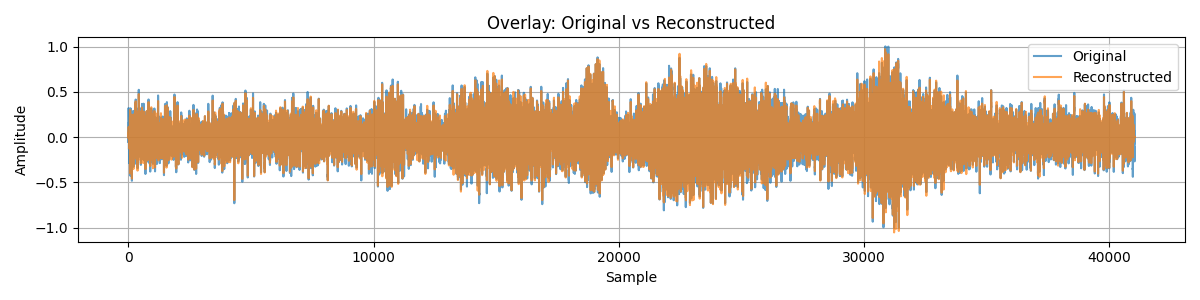 Overlay: Original vs Reconstructed
1.0
0.5
0.0
−0.5
−1.0
Amplitude
Original
Reconstructed
0
10000
20000
30000
40000
Sample